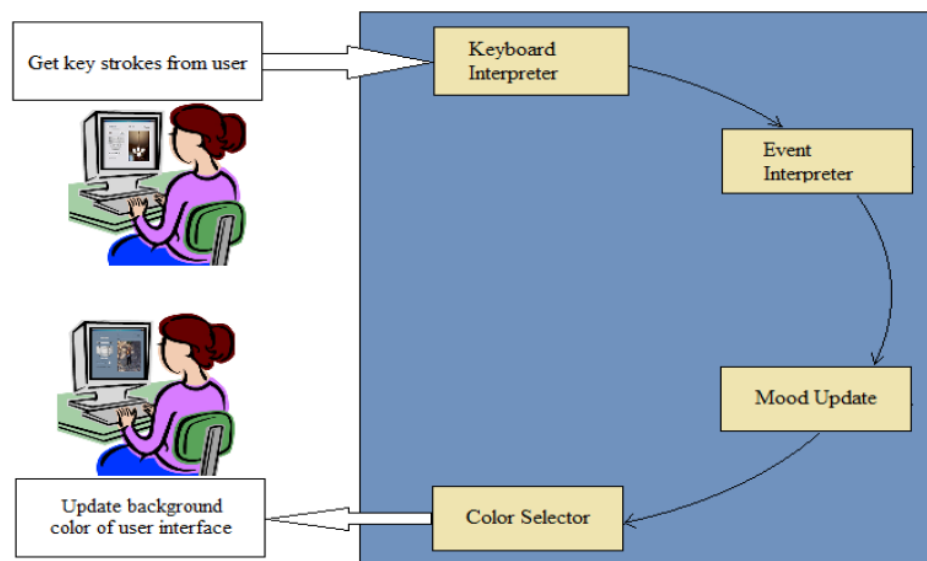 Get key strokes from user
Keyboard
Interpreter
Event
Interpreter
Mood Update
Color Selector
Update background
color of user interface